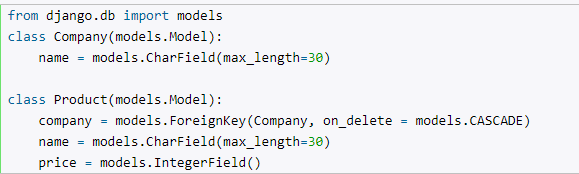 from django.db import models
class Company(models.Model):
    name = models.CharField(max_length=30)

class Product(models.Model):
    company = models.ForeignKey(Company, on_delete = models.CASCADE)
    name = models.CharField(max_length=30)
    price = models.IntegerField()